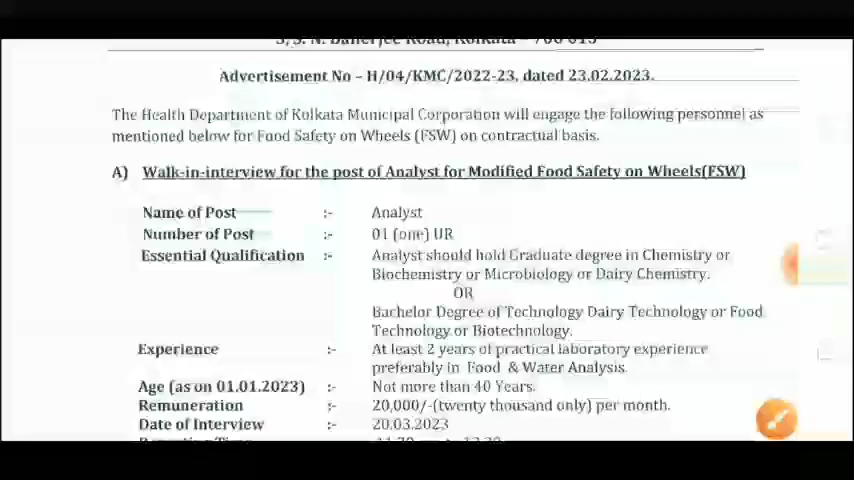 3, S. N. Banerjee Road, Kolkata – 700 013
Advertisement No – H/04/KMC/2022-23, dated 23.02.2023.
The Health Department of Kolkata Municipal Corporation will engage the following personnel as
mentioned below for Food Safety on Wheels (FSW) on contractual basis.
A) Walk-in-interview for the post of Analyst for Modified Food Safety on Wheels(FSW)
Name of Post :- Analyst
Number of Post :- 01 (one) UR
Essential Qualification :- Analyst should hold Graduate degree in Chemistry or
Biochemistry or Microbiology or Dairy Chemistry.
OR
Bachelor Degree of Technology Dairy Technology or Food
Technology or Biotechnology.
Experience :- At least 2 years of practical laboratory experience
preferably in Food & Water Analysis.
Age (as on 01.01.2023) :- Not more than 40 Years.
Remuneration :- 20,000/-(twenty thousand only) per month.
Date of Interview :- 20.03.2023